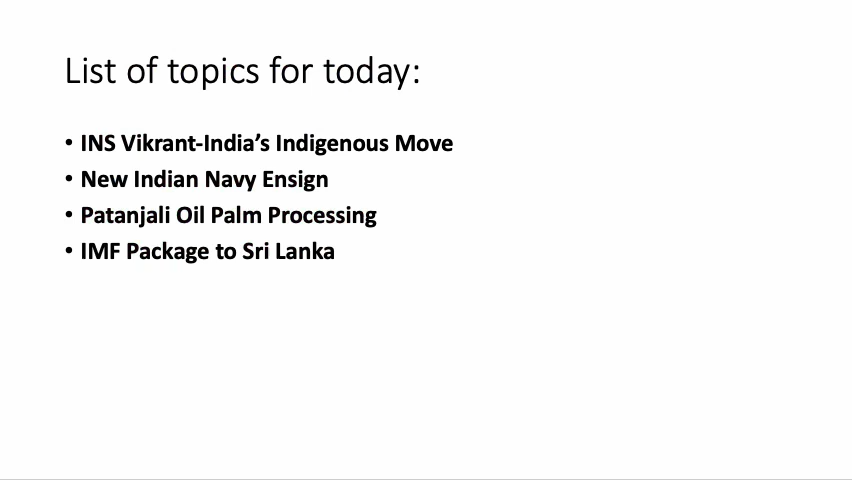 List of topics for today:
• INS Vikrant-India’s Indigenous Move
• New Indian Navy Ensign
• Patanjali Oil Palm Processing
• IMF Package to Sri Lanka